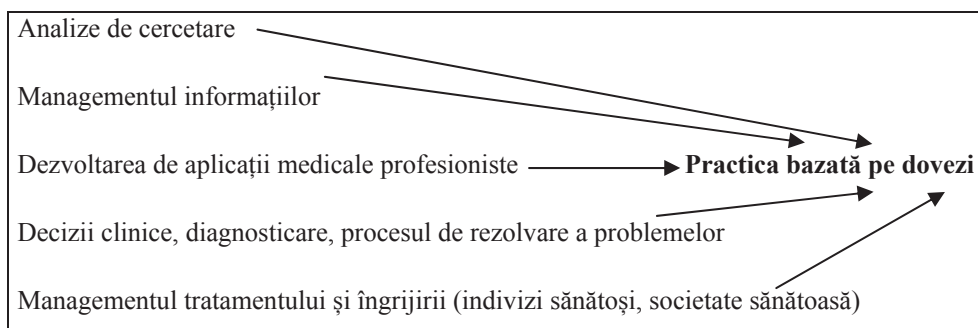 Analize de cercetare
Managementul informațiilor
Dezvoltarea de aplicații medicale profesioniste Practica bazată pe dovezi
Decizii clinice, diagnosticare, procesul de rezolvare a problemelor
Managementul tratamentului și îngrijirii (indivizi sănătoși, societate sănătoasă)